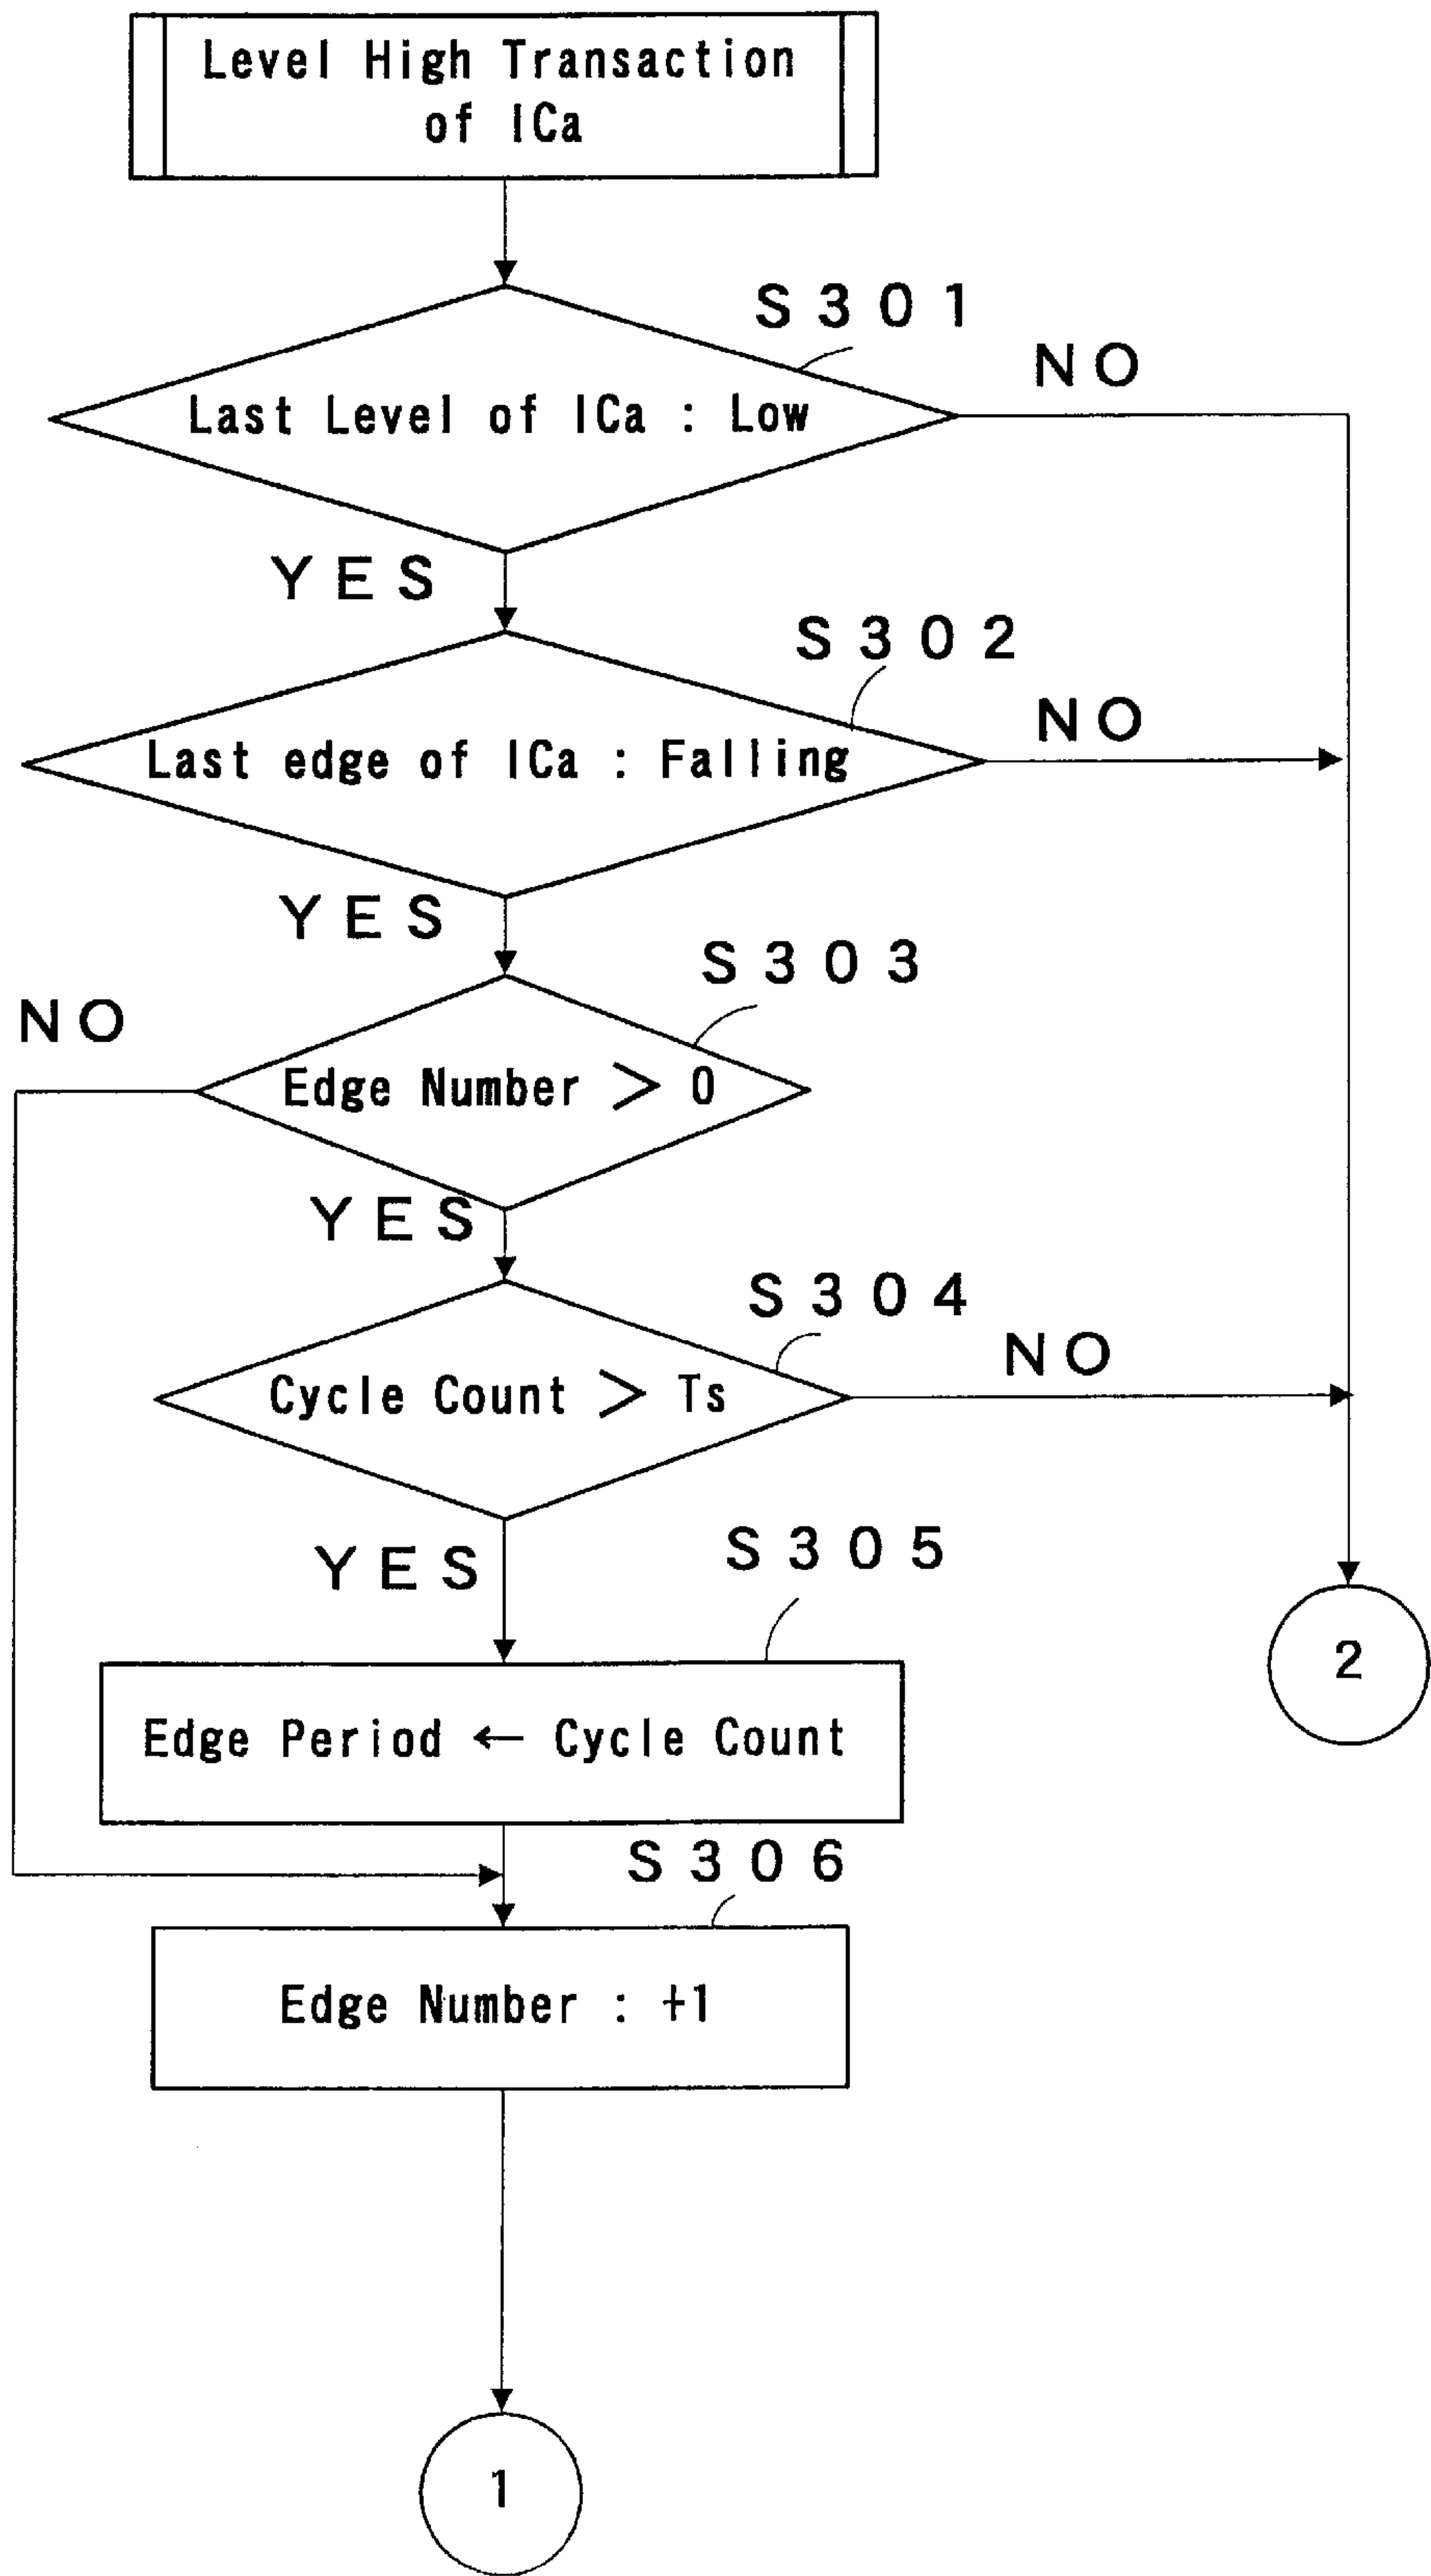 Level High Transaction
of ICa
S301
NO
Last Level of ICa : Low
YES
S302
NO
Last edge of ICa : Falling
YES
S303
NO
Edge Number > 0
YES
S304
NO
Cycle Count > Ts
YES
S305
2
Edge Period ← Cycle Count
S306
Edge Number : +1
1